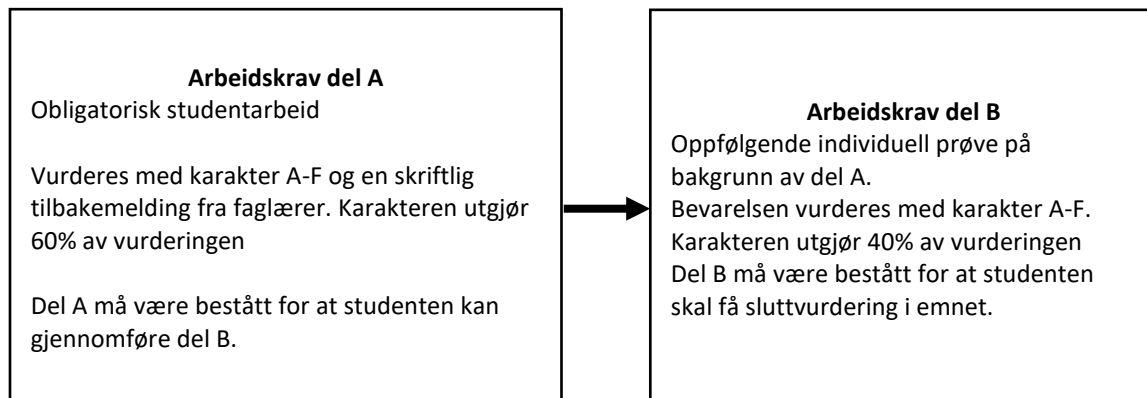 Arbeidskrav del A
Obligatorisk studentarbeid
Vurderes med karakter A-F og en skriftlig
tilbakemelding fra faglærer. Karakteren utgjør
60% av vurderingen
Del A må være bestått for at studenten kan
gjennomføre del B.
Arbeidskrav del B
Oppfølgende individuell prøve på
bakgrunn av del A.
Bevarelsen vurderes med karakter A-F.
Karakteren utgjør 40% av vurderingen
Del B må være bestått for at studenten
skal få sluttvurdering i emnet.